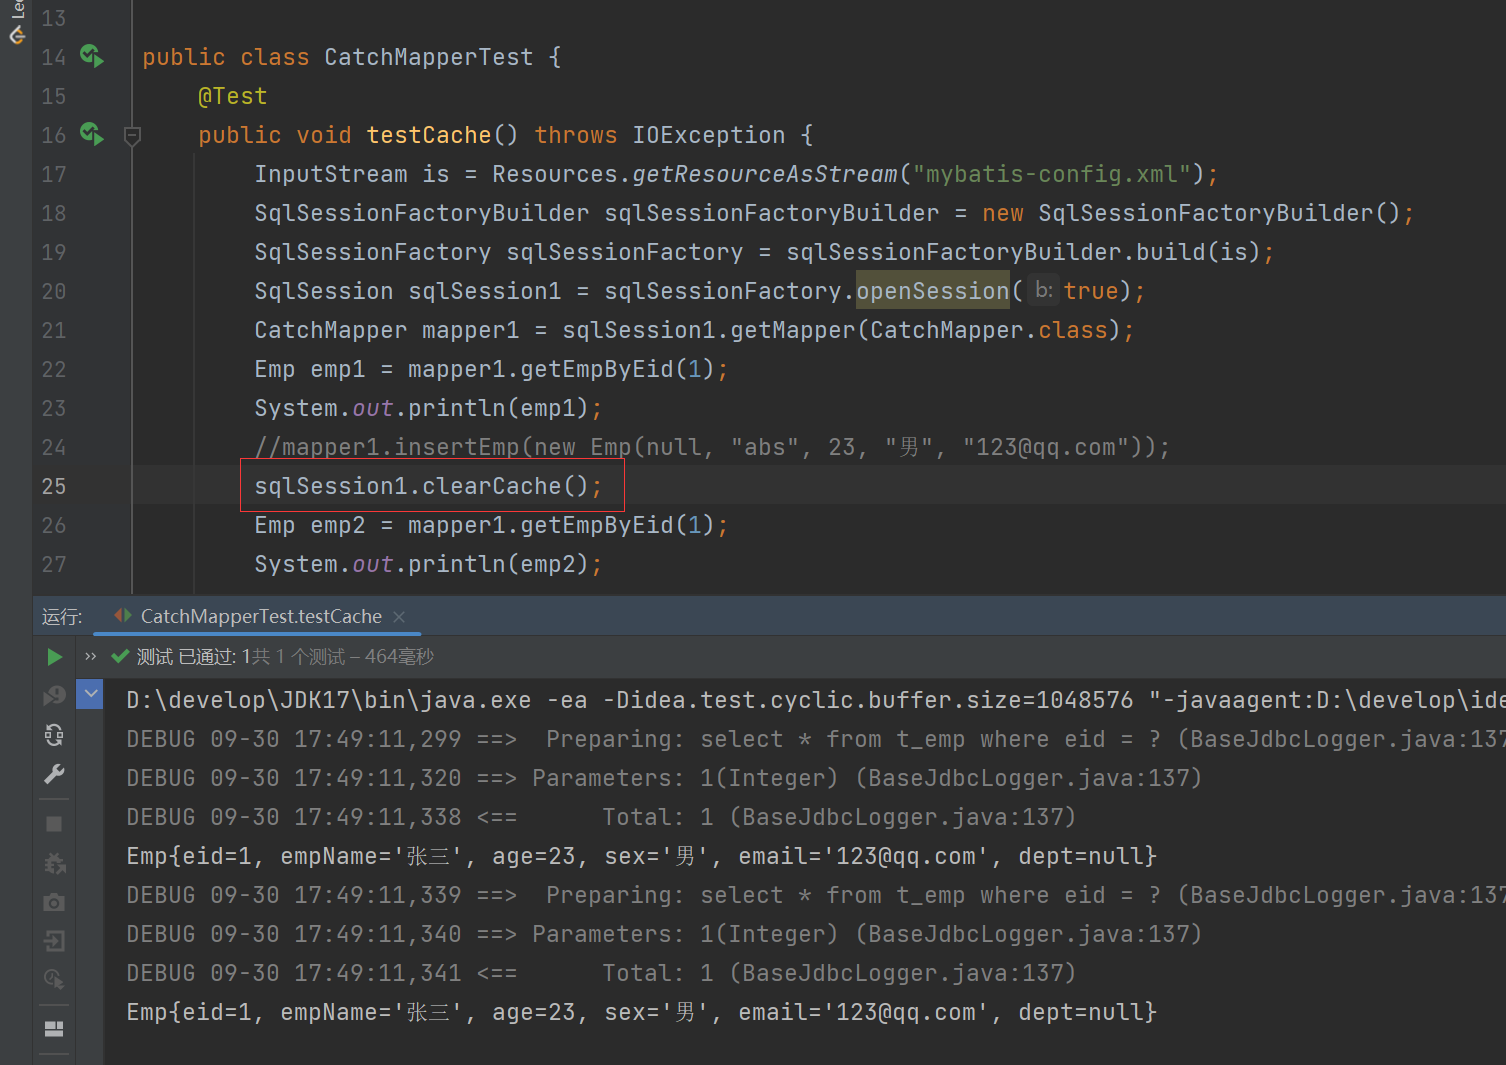 Lee
13
14 public class CatchMapperTest {
15 @Test
16 public void testCache() throws IOException {
17 InputStream is = Resources.getResourceAsStream("mybatis-config.xml");
18 SqlSessionFactoryBuilder sqlSessionFactoryBuilder = new SqlSessionFactoryBuilder();
19 SqlSessionFactory sqlSessionFactory = sqlSessionFactoryBuilder.build(is);
20 SqlSession sqlSession1 = sqlSessionFactory.openSession( b: true);
21 CatchMapper mapper1 = sqlSession1.getMapper(CatchMapper.class);
22 Emp emp1 = mapper1.getEmpByEid(1);
23 System.out.println(emp1);
24 //mapper1.insertEmp(new Emp(null, "abs", 23, "男", "123@qq.com"));
25 sqlSession1.clearCache();
26 Emp emp2 = mapper1.getEmpByEid(1);
27 System.out.println(emp2);
运行: CatchMapperTest.testCache ×
» 测试 已通过: 1共 1 个测试 – 464毫秒
D:\develop\JDK17\bin\java.exe -ea -Didea.test.cyclic.buffer.size=1048576 "-javaagent:D:\develop\ide
DEBUG 09-30 17:49:11,299 ==>  Preparing: select * from t_emp where eid = ? (BaseJdbcLogger.java:137
DEBUG 09-30 17:49:11,320 ==> Parameters: 1(Integer) (BaseJdbcLogger.java:137)
DEBUG 09-30 17:49:11,338 <==      Total: 1 (BaseJdbcLogger.java:137)
Emp{eid=1, empName='张三', age=23, sex='男', email='123@qq.com', dept=null}
DEBUG 09-30 17:49:11,339 ==>  Preparing: select * from t_emp where eid = ? (BaseJdbcLogger.java:137
DEBUG 09-30 17:49:11,340 ==> Parameters: 1(Integer) (BaseJdbcLogger.java:137)
DEBUG 09-30 17:49:11,341 <==      Total: 1 (BaseJdbcLogger.java:137)
Emp{eid=1, empName='张三', age=23, sex='男', email='123@qq.com', dept=null}